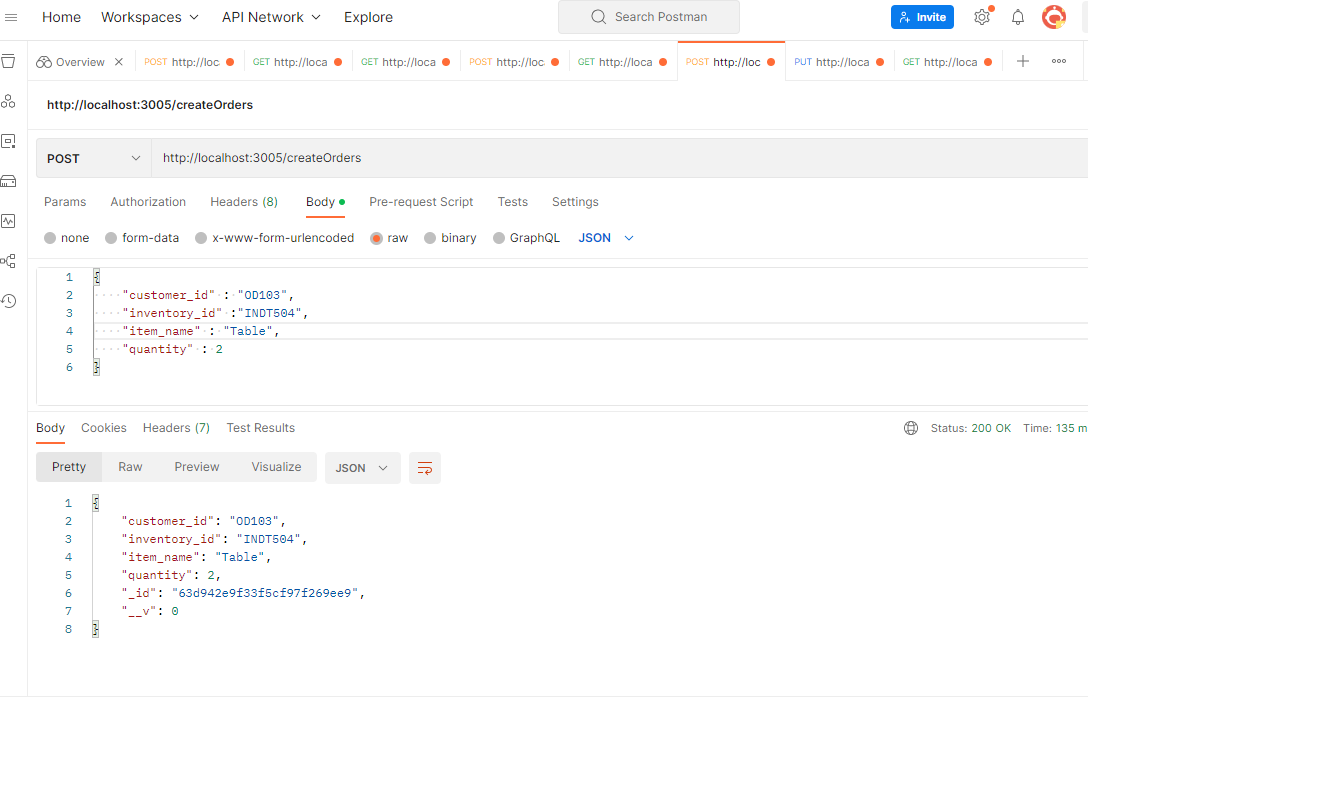 Home Workspaces API Network Explore Search Postman Invite
Overview POST http://loc GET http://loca GET http://loca POST http://loc. GET http://loca POST http://loc PUT http://loca GET http://loca
http://localhost:3005/createOrders
POST http://localhost:3005/createOrders
Params Authorization Headers (8) Body Pre-request Script Tests Settings
none form-data x-www-form-urlencoded raw binary GraphQL JSON
1 {
2 "customer_id" : "OD103",
3 "inventory_id" :"INDT504",
4 "item_name" : "Table",
5 "quantity" : 2
6 }
Body Cookies Headers (7) Test Results Status: 200 OK Time: 135 m
Pretty Raw Preview Visualize JSON
1 {
2 "customer_id": "OD103",
3 "inventory_id": "INDT504",
4 "item_name": "Table",
5 "quantity": 2,
6 "_id": "63d942e9f33f5cf97f269ee9",
7 "__v": 0
8 }